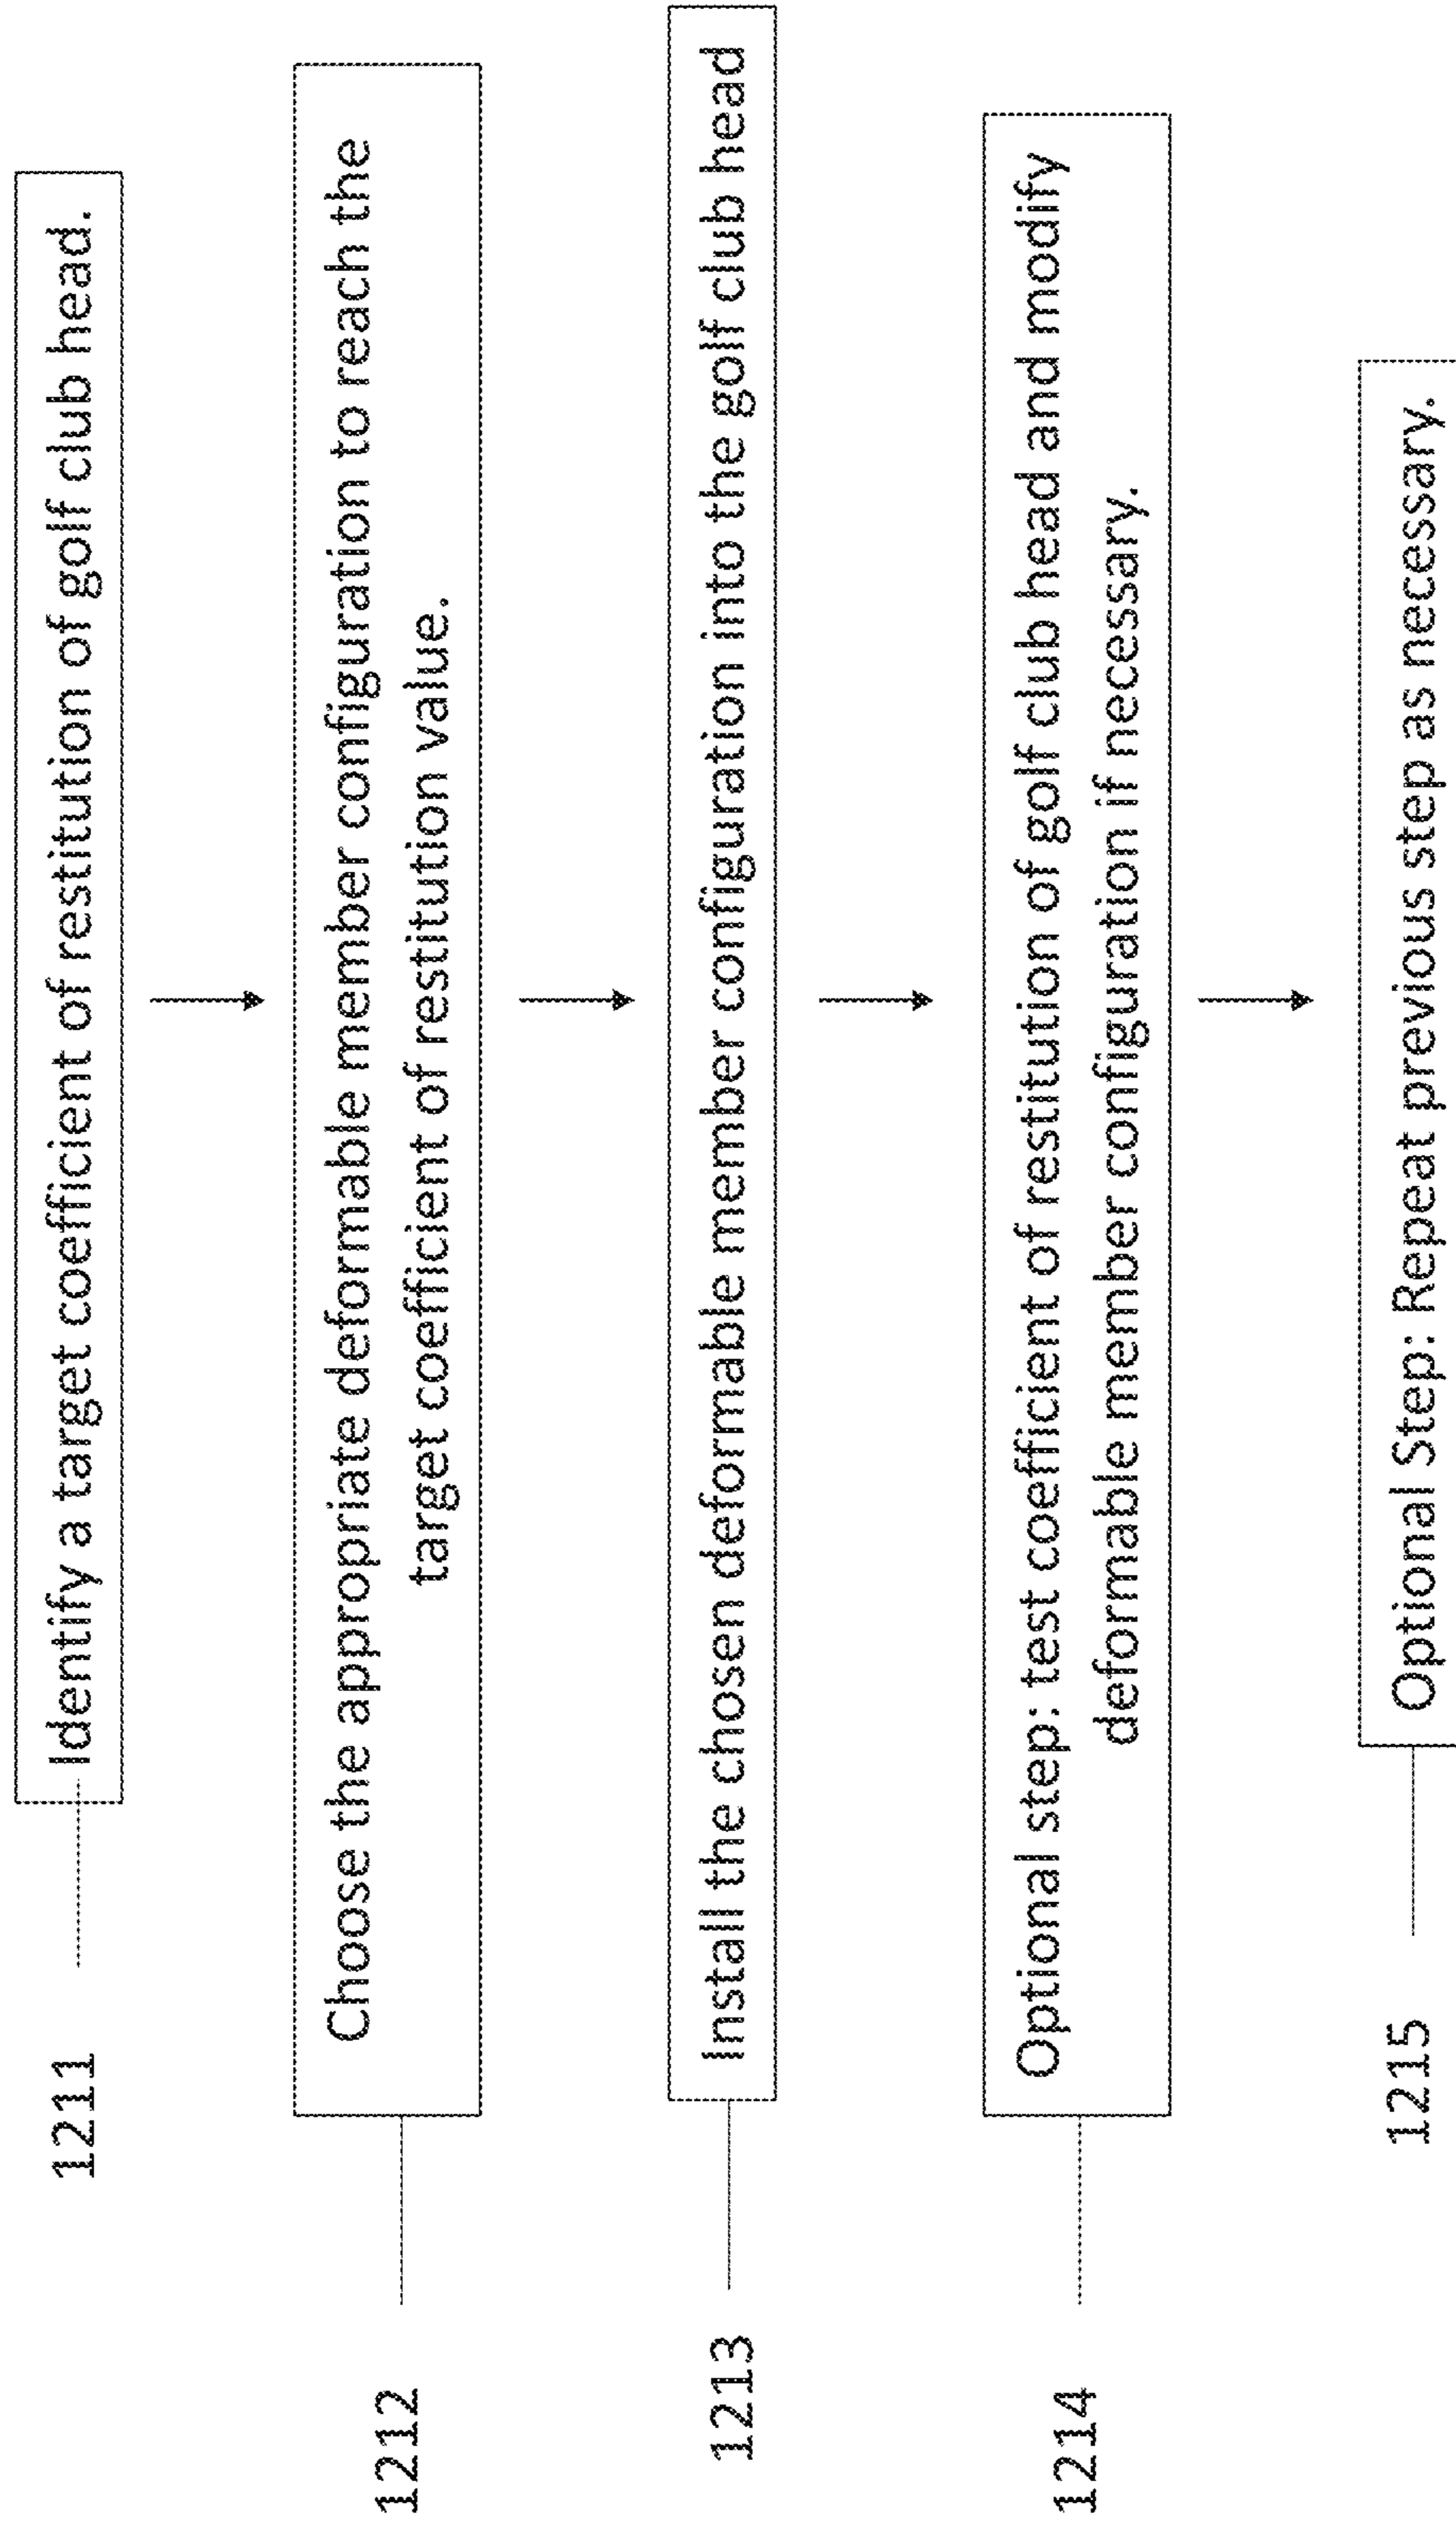 1211
Identify a target coefficient of restitution of golf club head.
1212
Choose the appropriate deformable member configuration to reach the
target coefficient of restitution value.
1213
Install the chosen deformable member configuration into the golf club head
1214
Optional step: test coefficient of restitution of golf club head and modify
deformable member configuration if necessary.
1215
Optional Step: Repeat previous step as necessary.